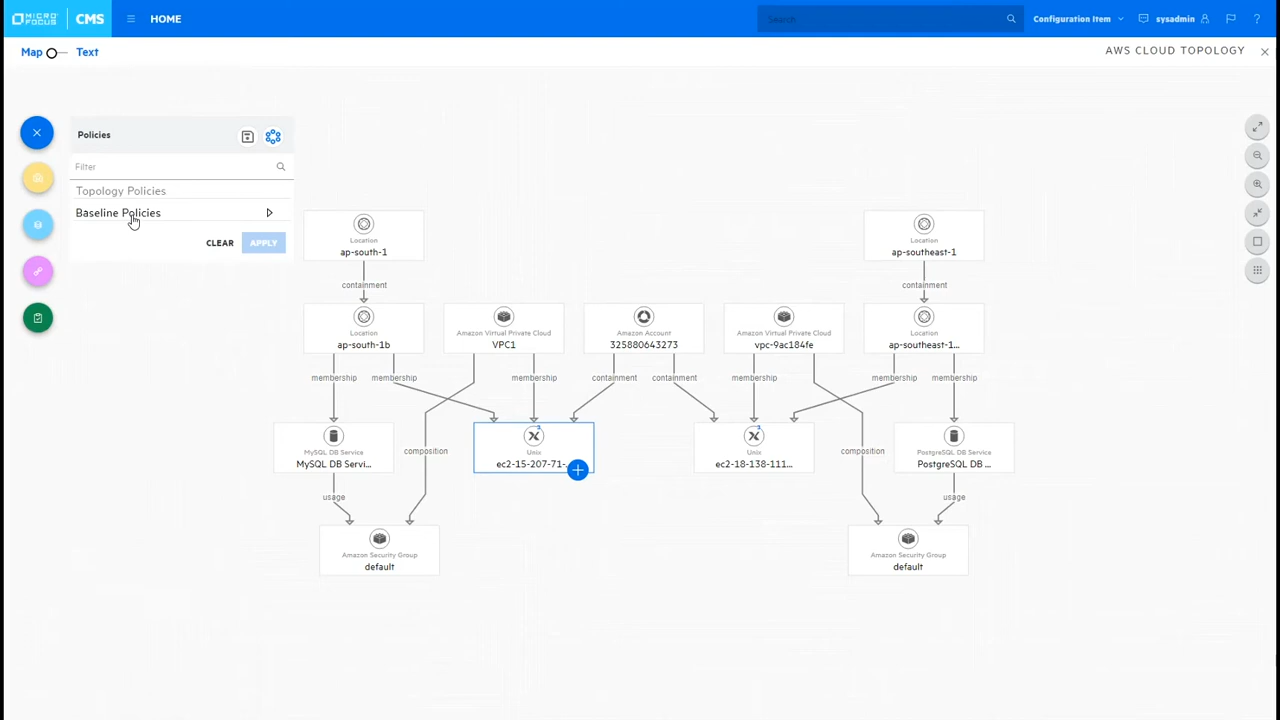 MICRO FOCUS CMS HOME Search Configuration Item sysadmin ?
Map Text AWS CLOUD TOPOLOGY
Policies
Filter
Topology Policies
Baseline Policies
CLEAR APPLY
Location
ap-south-1
Location
ap-southeast-1
containment
containment
Location
ap-south-1b
Amazon Virtual Private Cloud
VPC1
Amazon Account
325880643273
Amazon Virtual Private Cloud
vpc-9ac184fe
Location
ap-southeast-1...
membership membership membership containment containment membership membership membership
MySQL DB Service
MySQL DB Servi...
composition
Unix
ec2-15-207-71-...
Unix
ec2-18-138-111...
composition
PostgreSQL DB Service
PostgreSQL DB ...
usage
usage
Amazon Security Group
default
Amazon Security Group
default